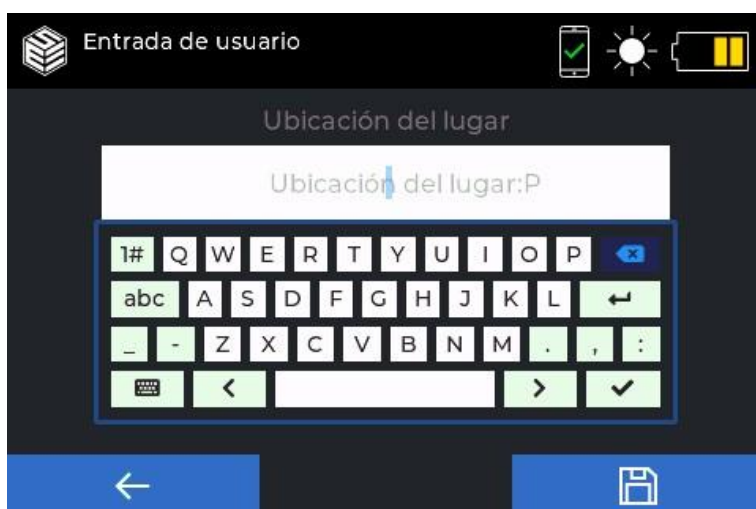 Entrada de usuario
Ubicación del lugar
Ubicación del lugar:P
1# Q W E R T Y U I O P
abc A S D F G H J K L
_ - Z X C V B N M . , :